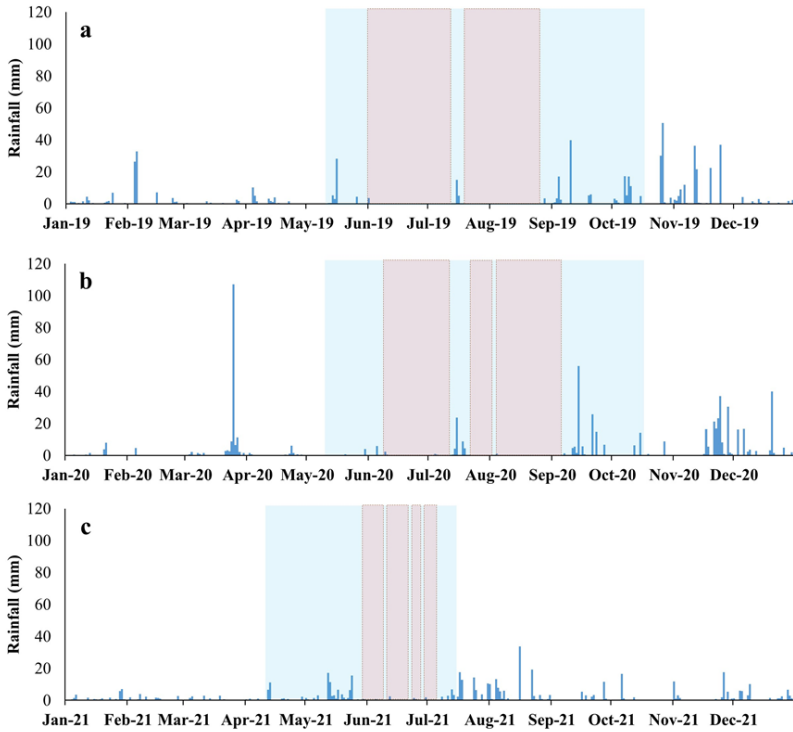 a
Rainfall (mm)
120
100
80
60
40
20
0
Jan-19 Feb-19 Mar-19 Apr-19 May-19 Jun-19 Jul-19 Aug-19 Sep-19 Oct-19 Nov-19 Dec-19
b
Rainfall (mm)
120
100
80
60
40
20
0
Jan-20 Feb-20 Mar-20 Apr-20 May-20 Jun-20 Jul-20 Aug-20 Sep-20 Oct-20 Nov-20 Dec-20
c
Rainfall (mm)
120
100
80
60
40
20
0
Jan-21 Feb-21 Mar-21 Apr-21 May-21 Jun-21 Jul-21 Aug-21 Sep-21 Oct-21 Nov-21 Dec-21